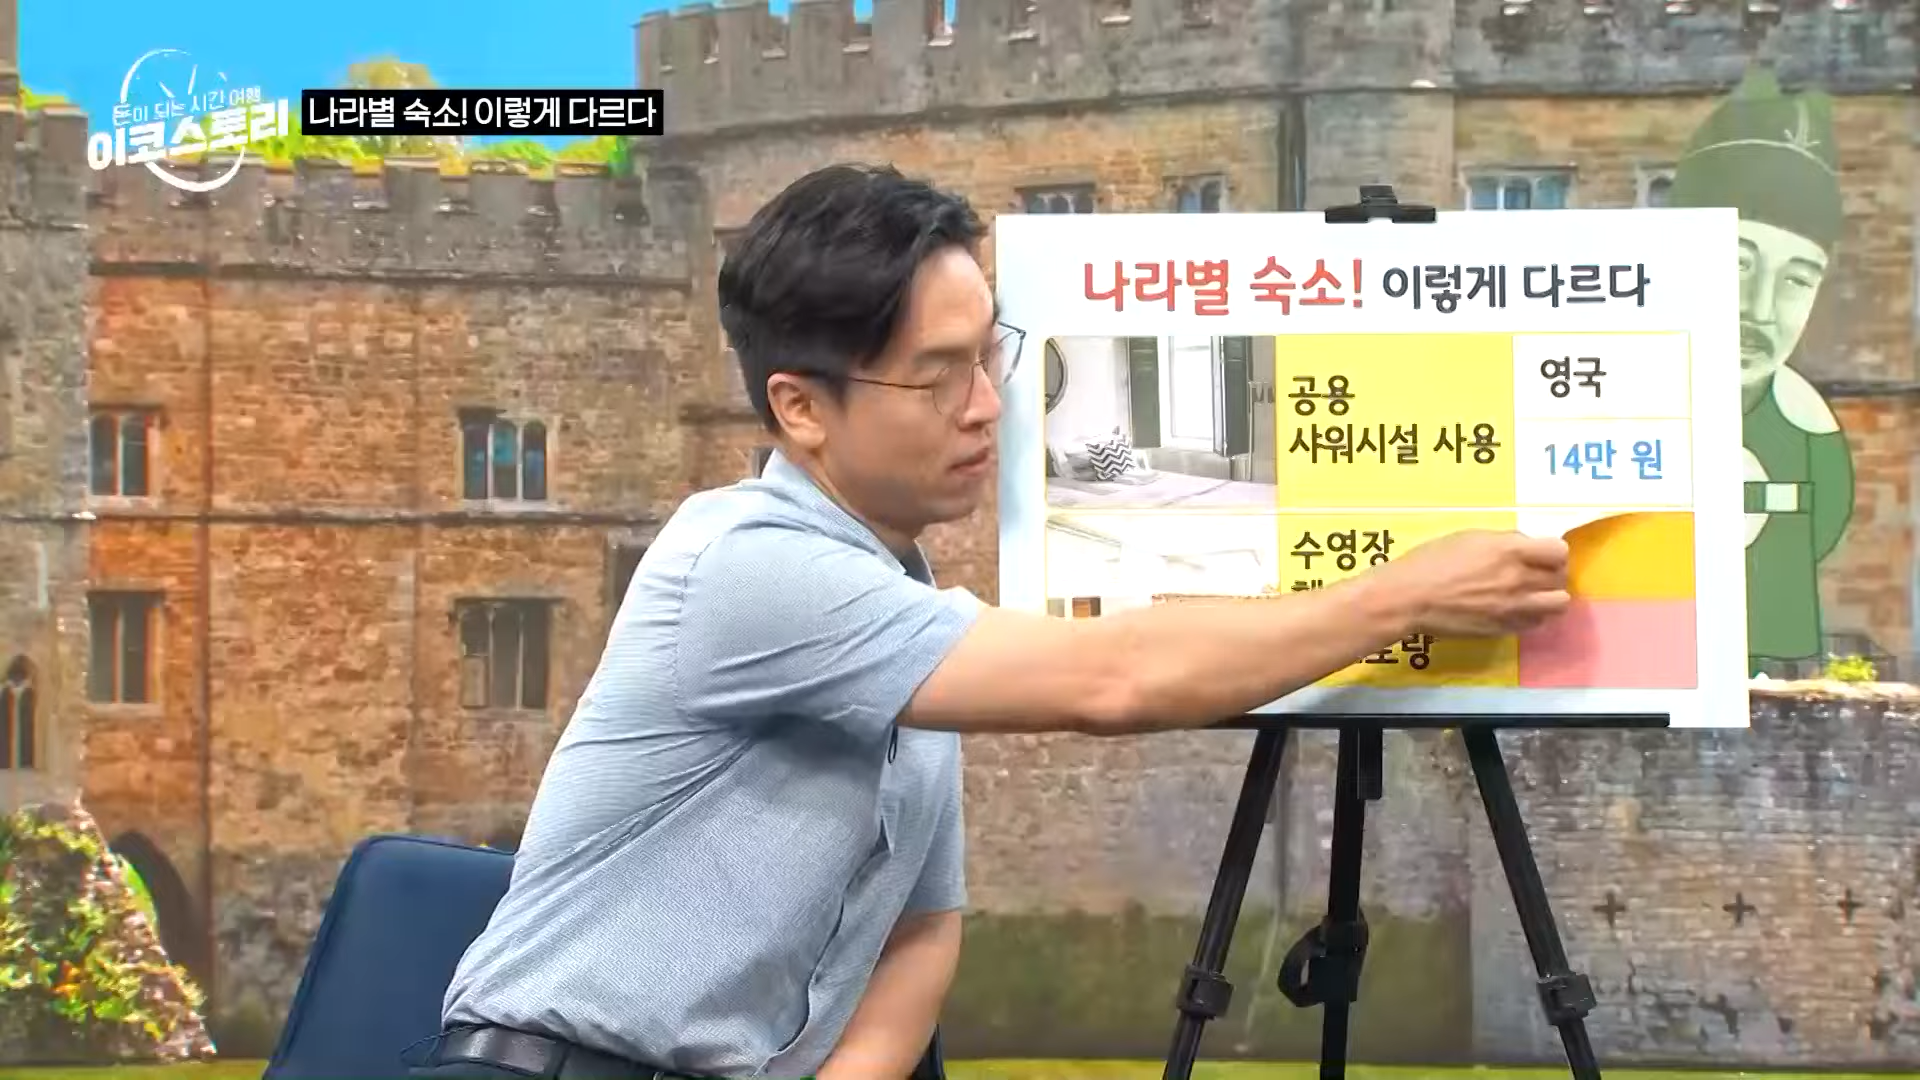 돈이 되는 시간 여행
이코스토리
나라별 숙소! 이렇게 다르다
나라별 숙소! 이렇게 다르다
공용
샤워시설 사용
영국
14만 원
수영장